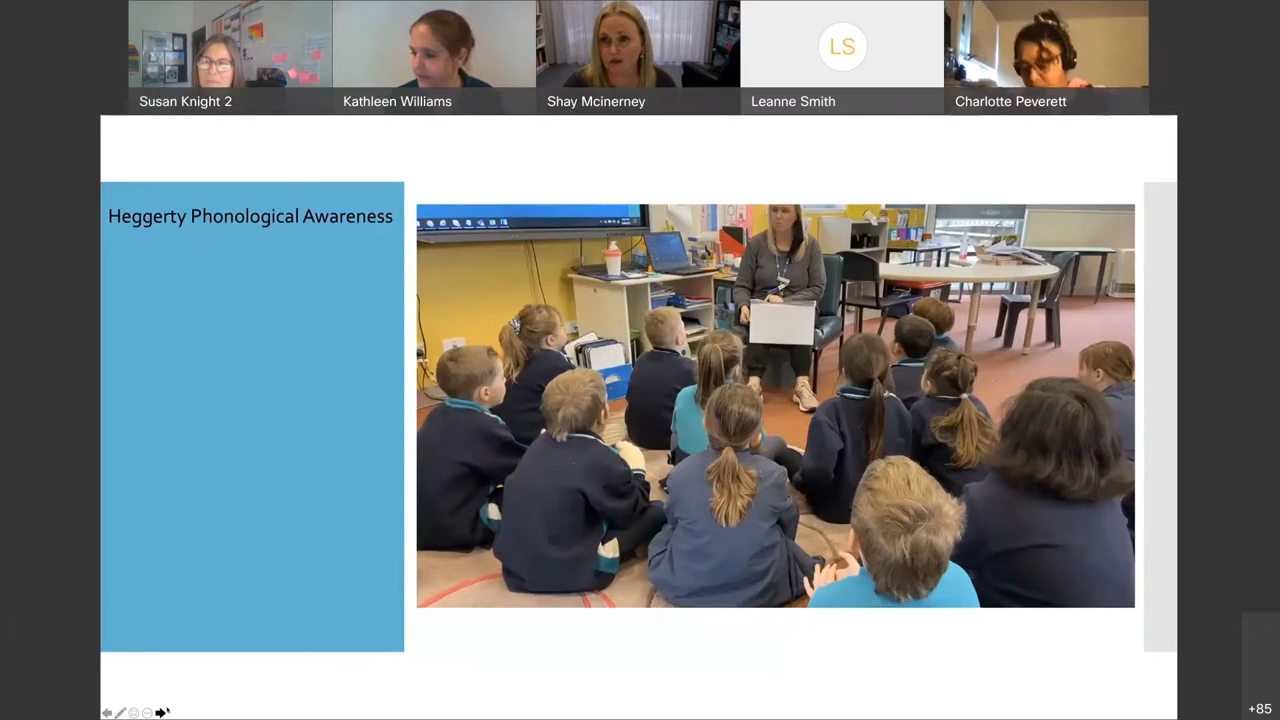 Susan Knight 2
Kathleen Williams
Shay Mcinerney
LS
Leanne Smith
Charlotte Peverett
Heggerty Phonological Awareness
+85